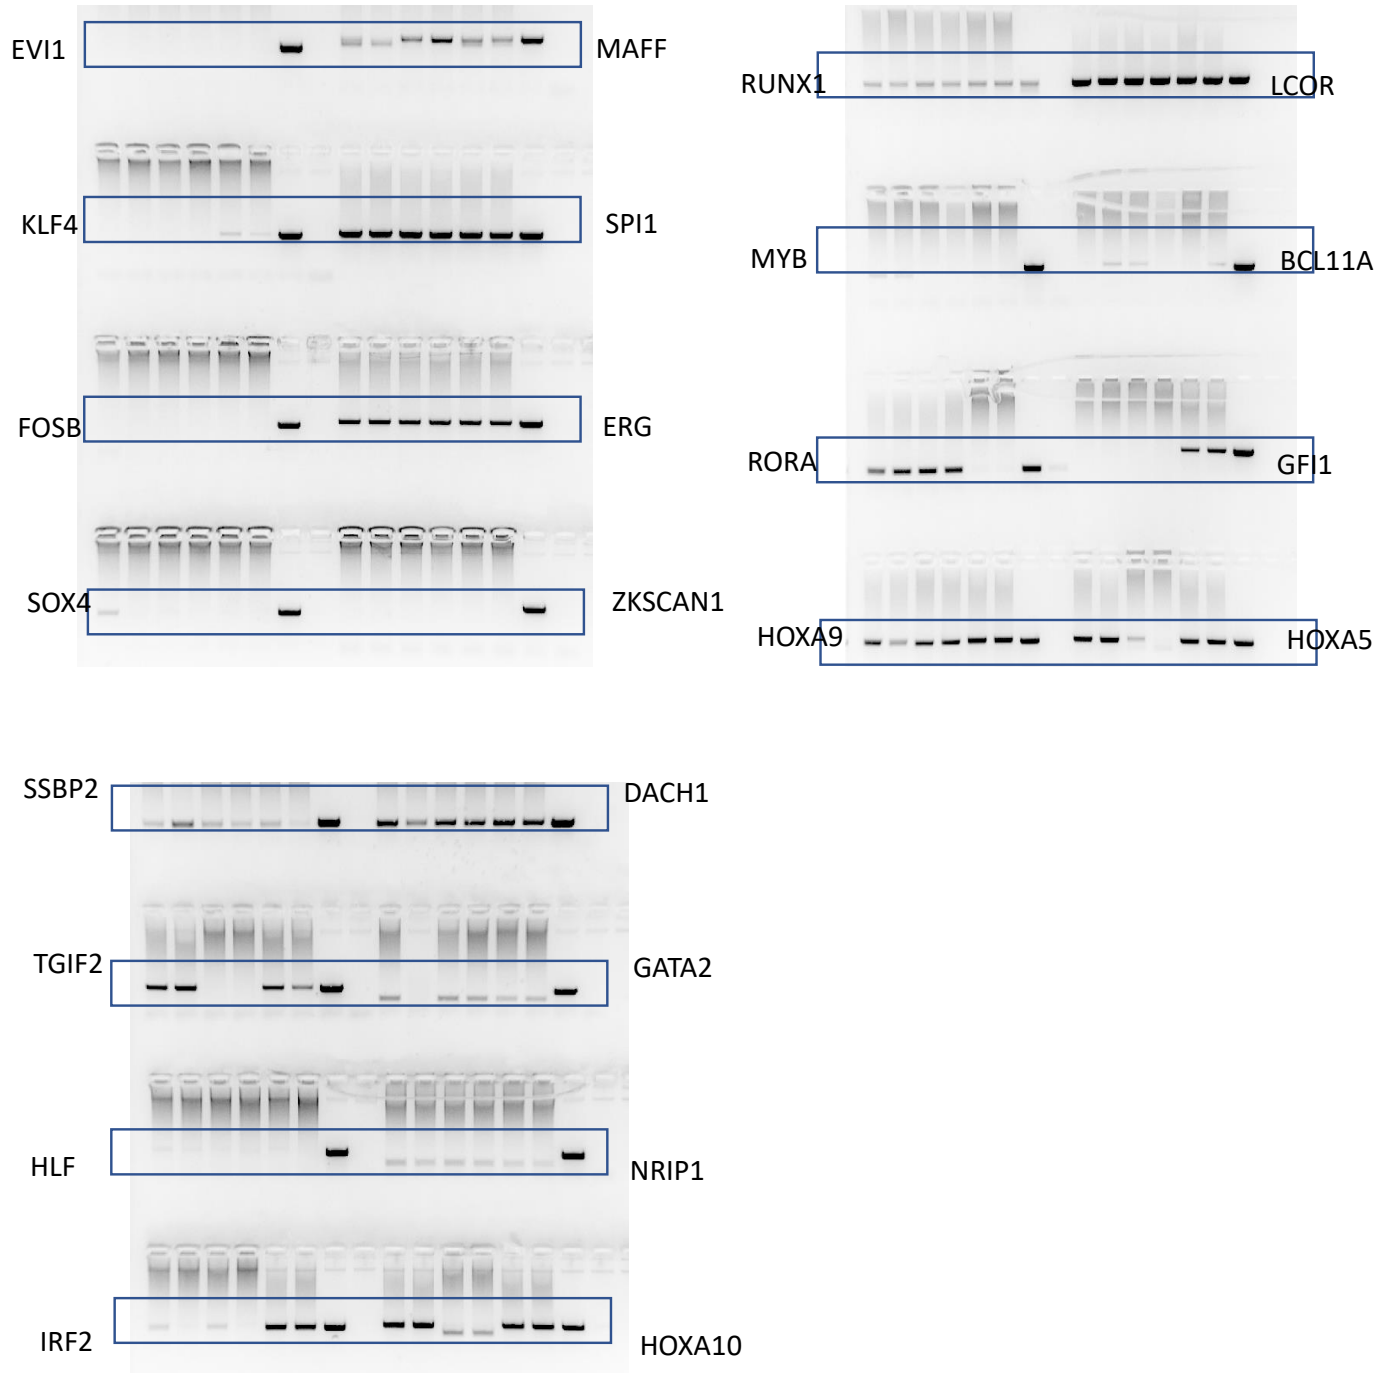 EVI1
MAFF
KLF4
SPI1
FOSB
ERG
SOX4
ZKSCAN1
RUNX1
LCOR
MYB
BCL11A
RORA
GFI1
HOXA9
HOXA5
SSBP2
DACH1
TGIF2
GATA2
HLF
NRIP1
IRF2
HOXA10